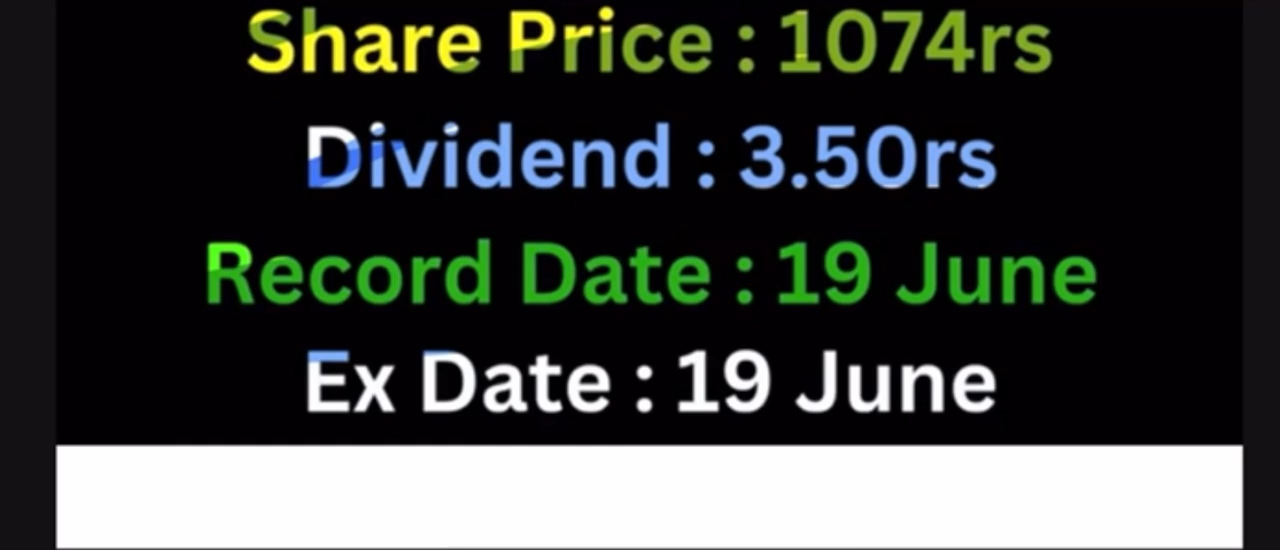 Share Price : 1074rs
Dividend : 3.50rs
Record Date : 19 June
Ex Date : 19 June